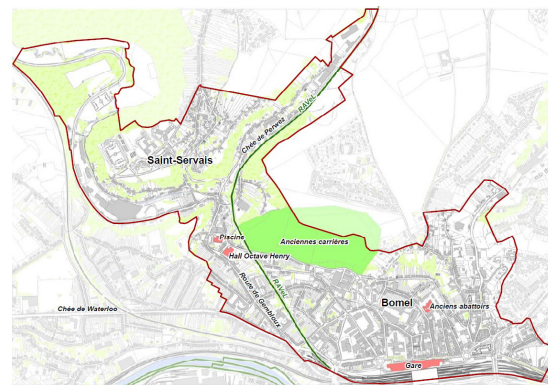 RAVeL
Chée de Perwez
Saint-Servais
Piscine
Anciennes carrières
Hall Octave Henry
RAVeL
Route de Gembloux
Bomel
Anciens abattoirs
Chée de Waterloo
Gare